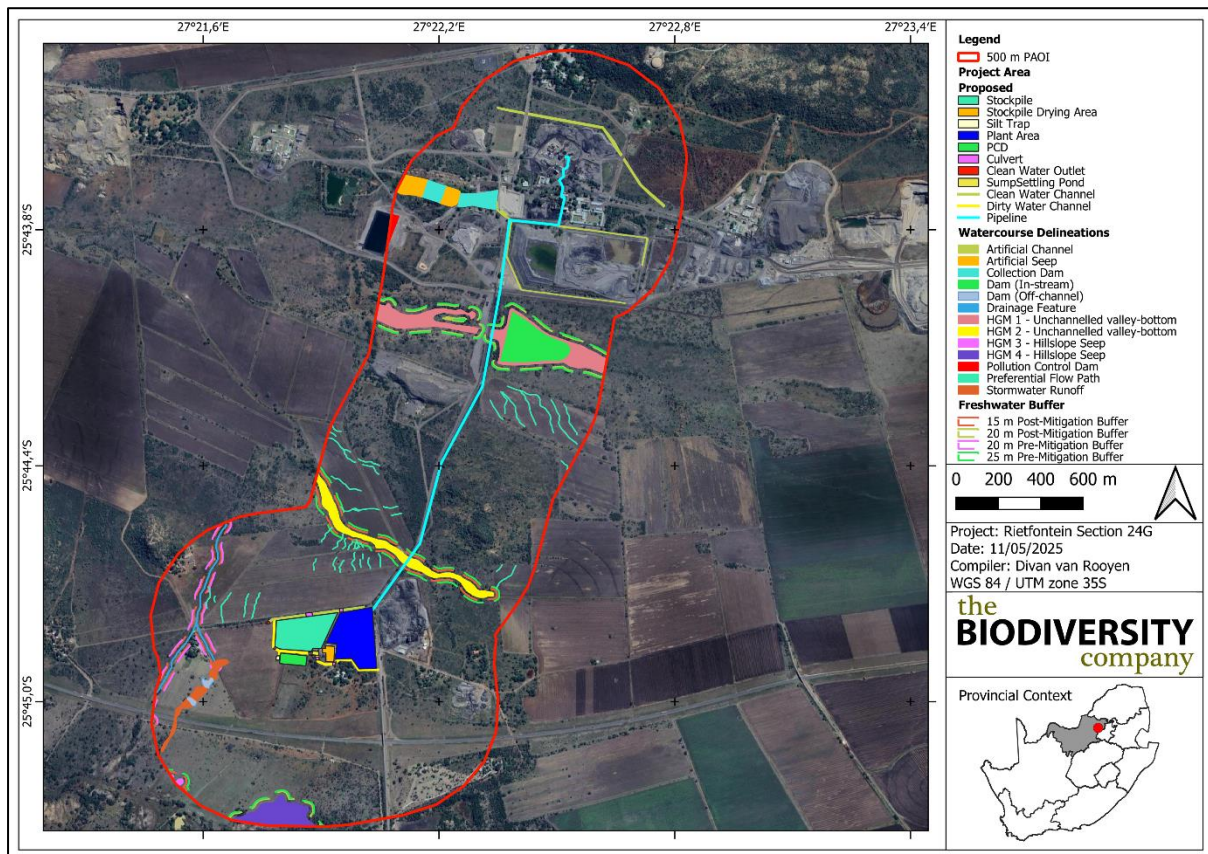 27°21,6'E
27°22,2'E
27°22,8'E
27°23,4'E
25°43,8'S
25°44,4'S
25°45,0'S
Legend
500 m PAOI
Project Area
Proposed
Stockpile
Stockpile Drying Area
Silt Trap
Plant Area
PCD
Culvert
Clean Water Outlet
SumpSettling Pond
Clean Water Channel
Dirty Water Channel
Pipeline
Watercourse Delineations
Artificial Channel
Artificial Seep
Collection Dam
Dam (In-stream)
Dam (Off-channel)
Drainage Feature
HGM 1 - Unchannelled valley-bottom
HGM 2 - Unchannelled valley-bottom
HGM 3 - Hillslope Seep
HGM 4 - Hillslope Seep
Pollution Control Dam
Preferential Flow Path
Stormwater Runoff
Freshwater Buffer
15 m Post-Mitigation Buffer
20 m Post-Mitigation Buffer
20 m Pre-Mitigation Buffer
25 m Pre-Mitigation Buffer
0 200 400 600 m
Project: Rietfontein Section 24G
Date: 11/05/2025
Compiler: Divan van Rooyen
WGS 84 / UTM zone 35S
the
BIODIVERSITY
company
Provincial Context